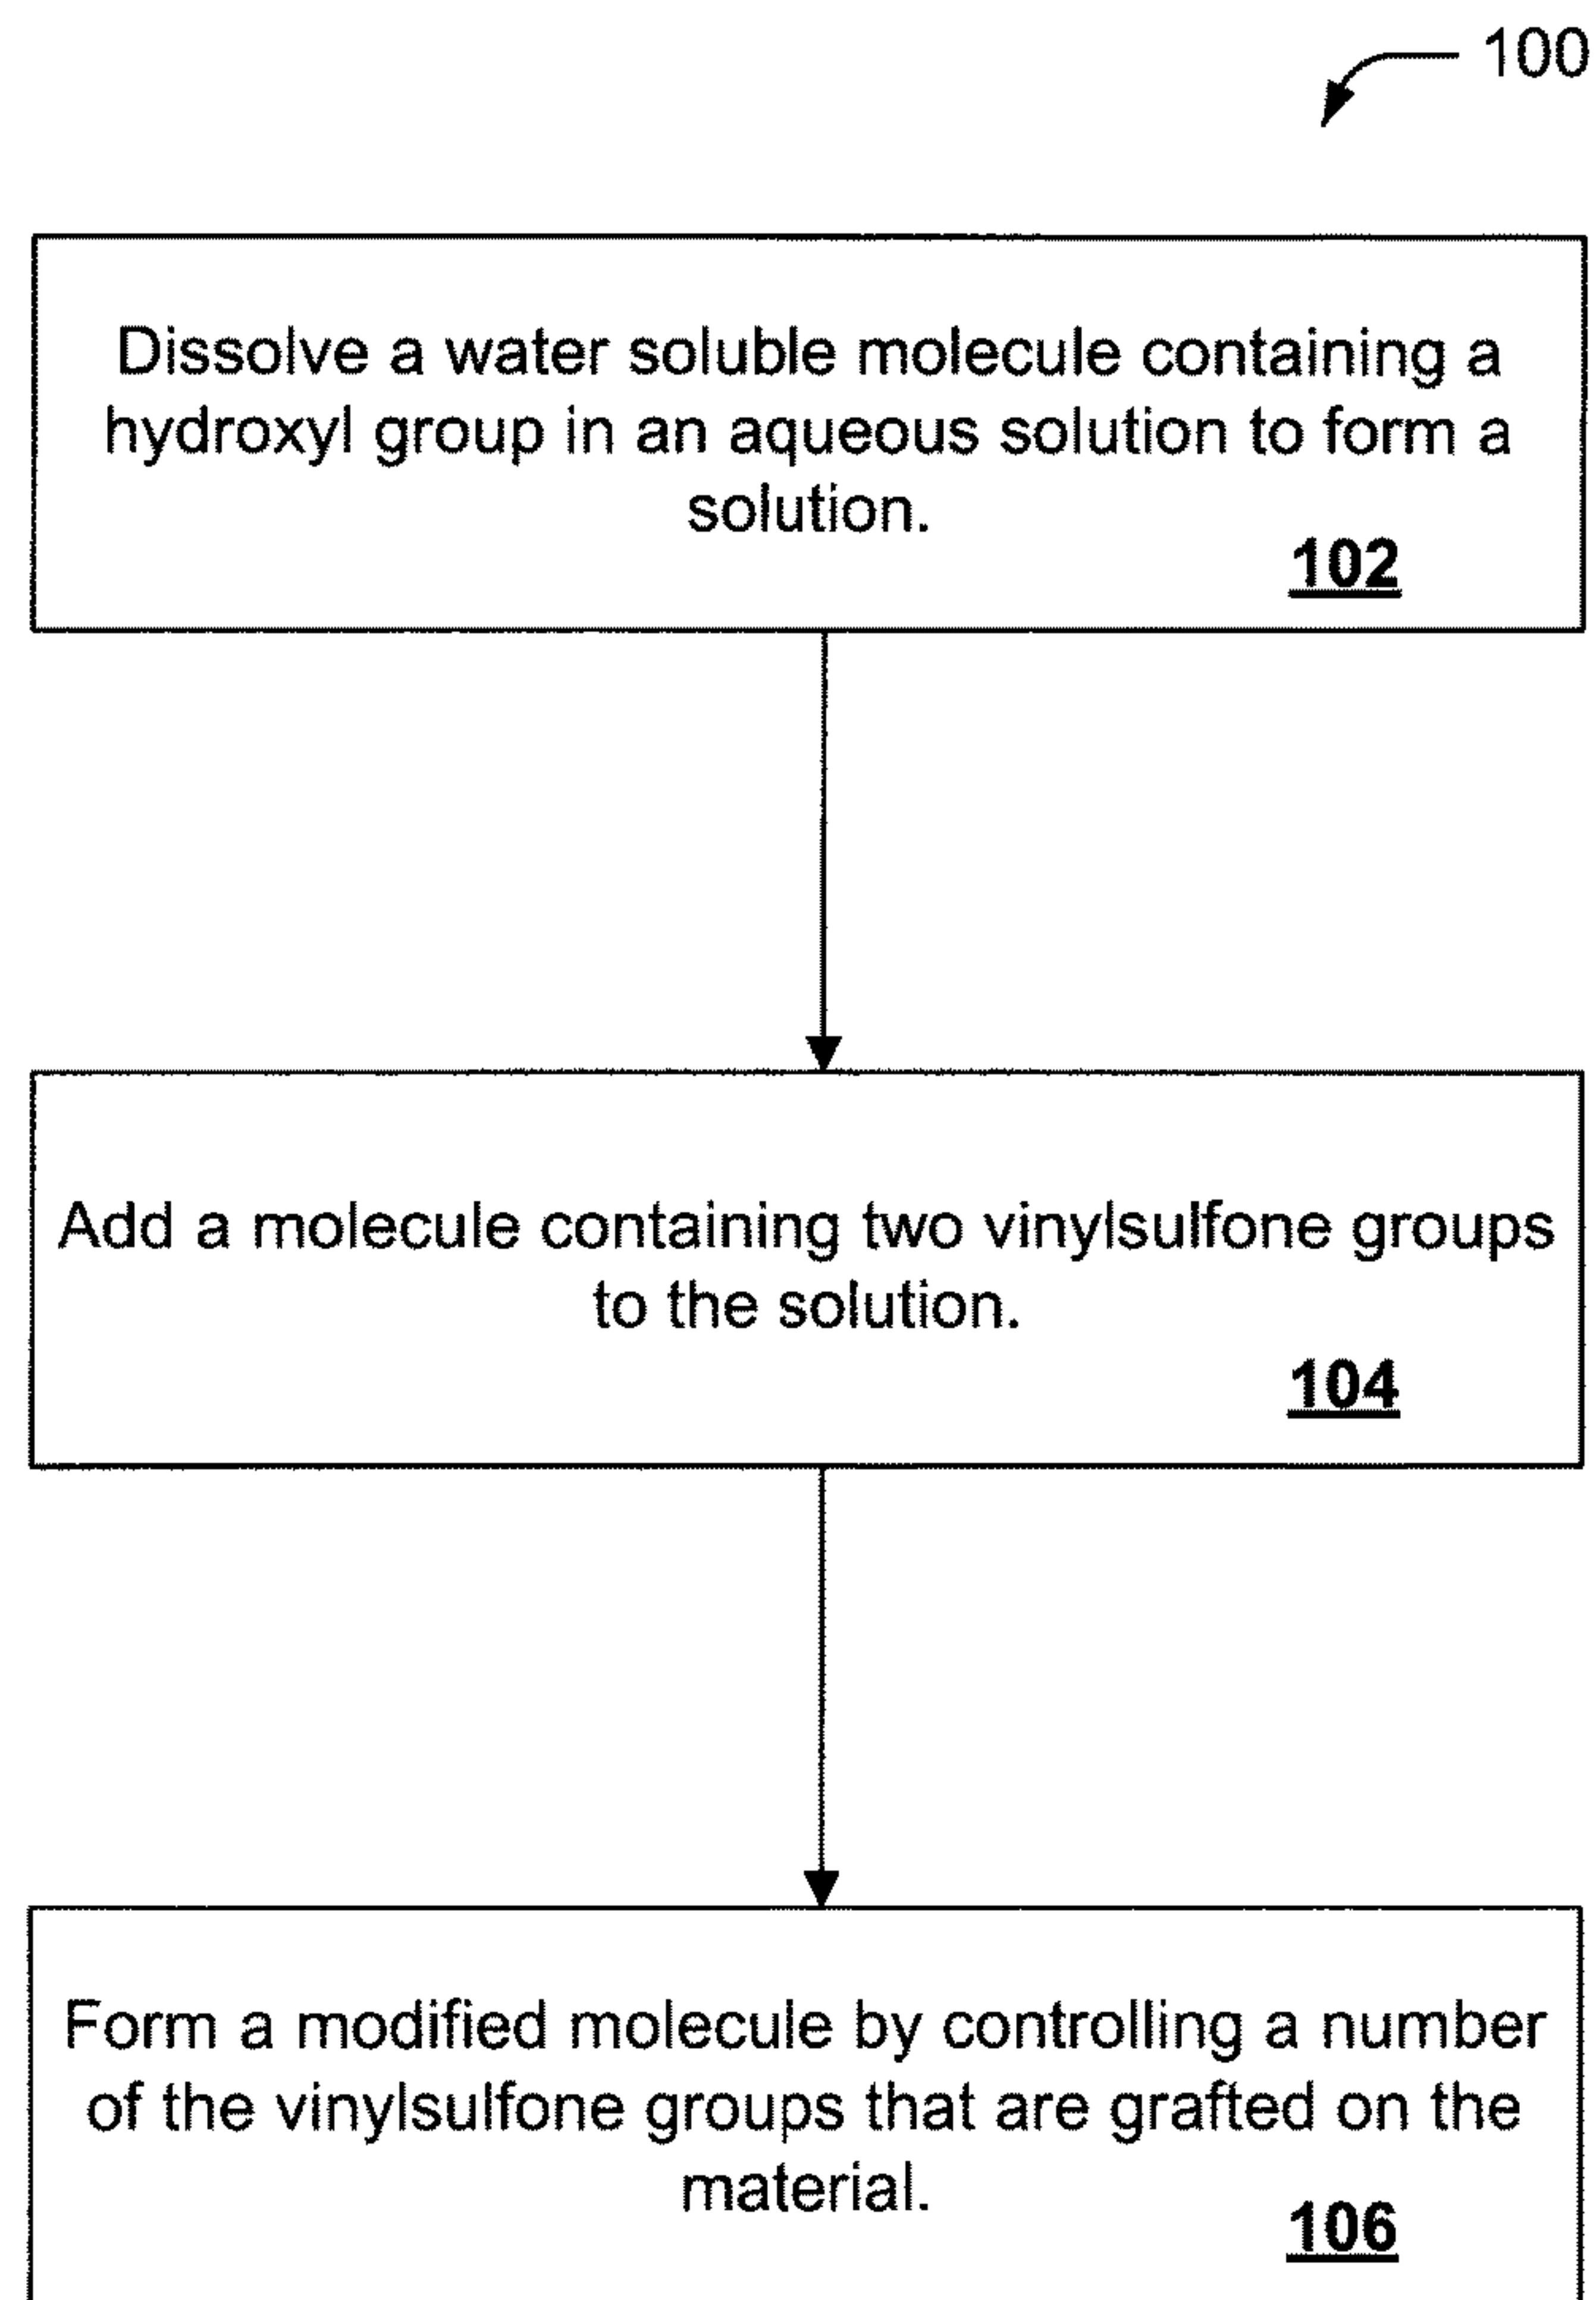 100
Dissolve a water soluble molecule containing a
hydroxyl group in an aqueous solution to form a
solution.
102
Add a molecule containing two vinylsulfone groups
to the solution.
104
Form a modified molecule by controlling a number
of the vinylsulfone groups that are grafted on the
material.
106